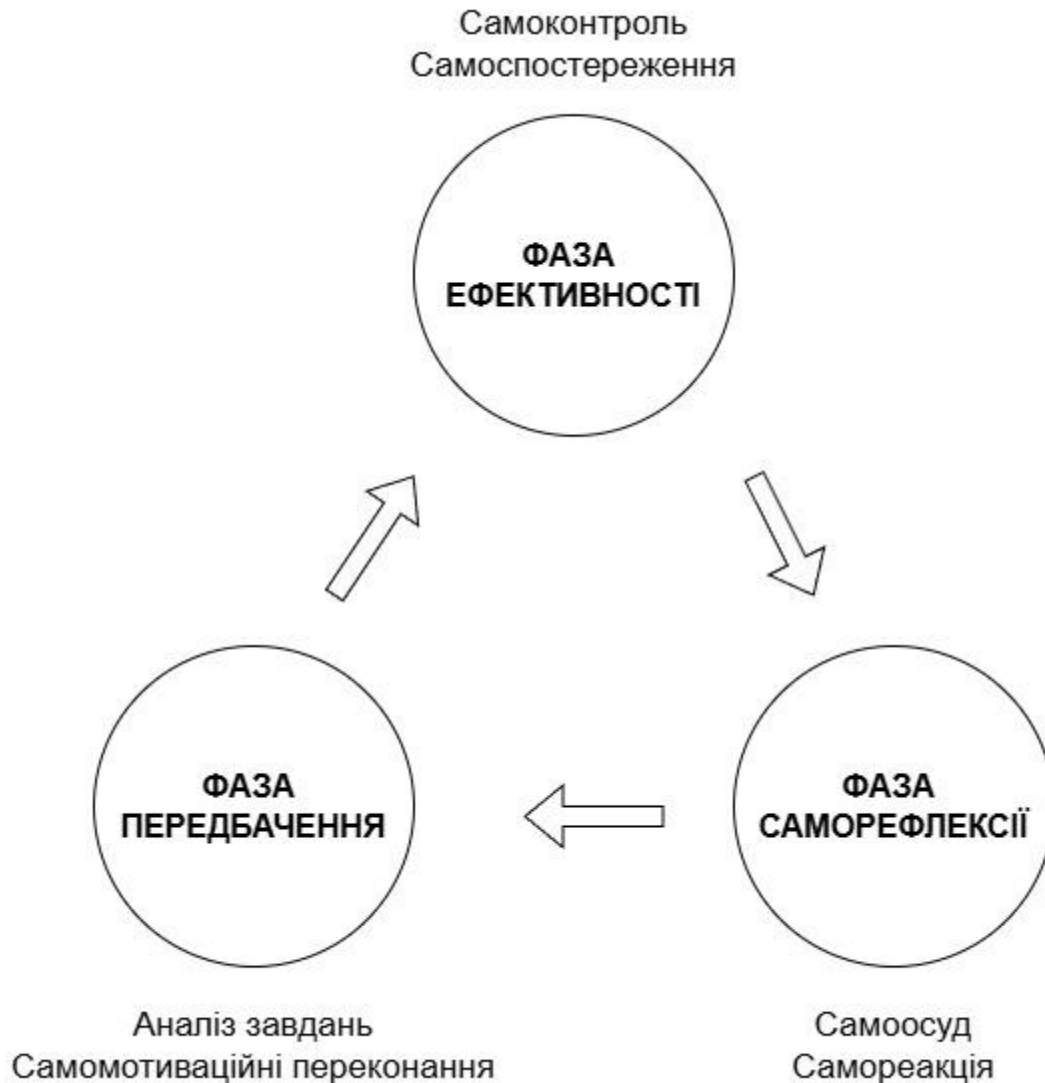 Самоконтроль
Самоспостереження
ФАЗА
ЕФЕКТИВНОСТІ
ФАЗА
ПЕРЕДБАЧЕННЯ
ФАЗА
САМОРЕФЛЕКСІЇ
Аналіз завдань
Самомотиваційні переконання
Самоосуд
Самореакція